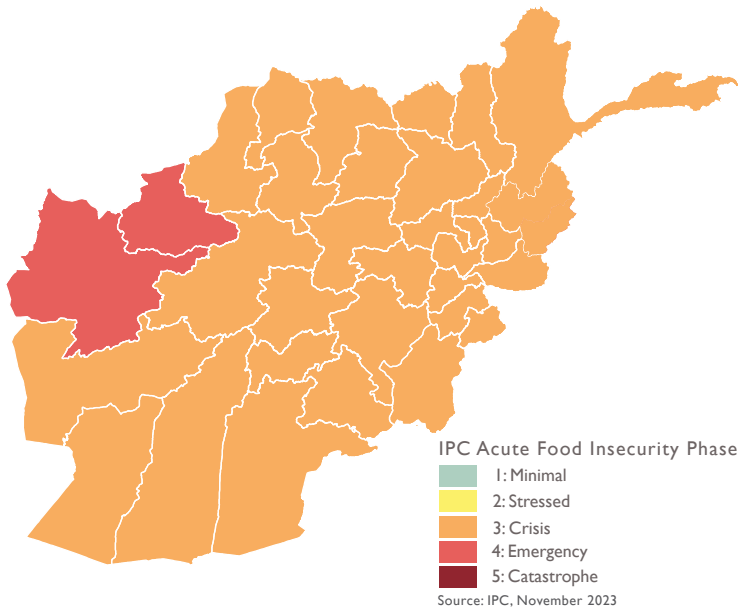 IPC Acute Food Insecurity Phase
1: Minimal
2: Stressed
3: Crisis
4: Emergency
5: Catastrophe
Source: IPC, November 2023